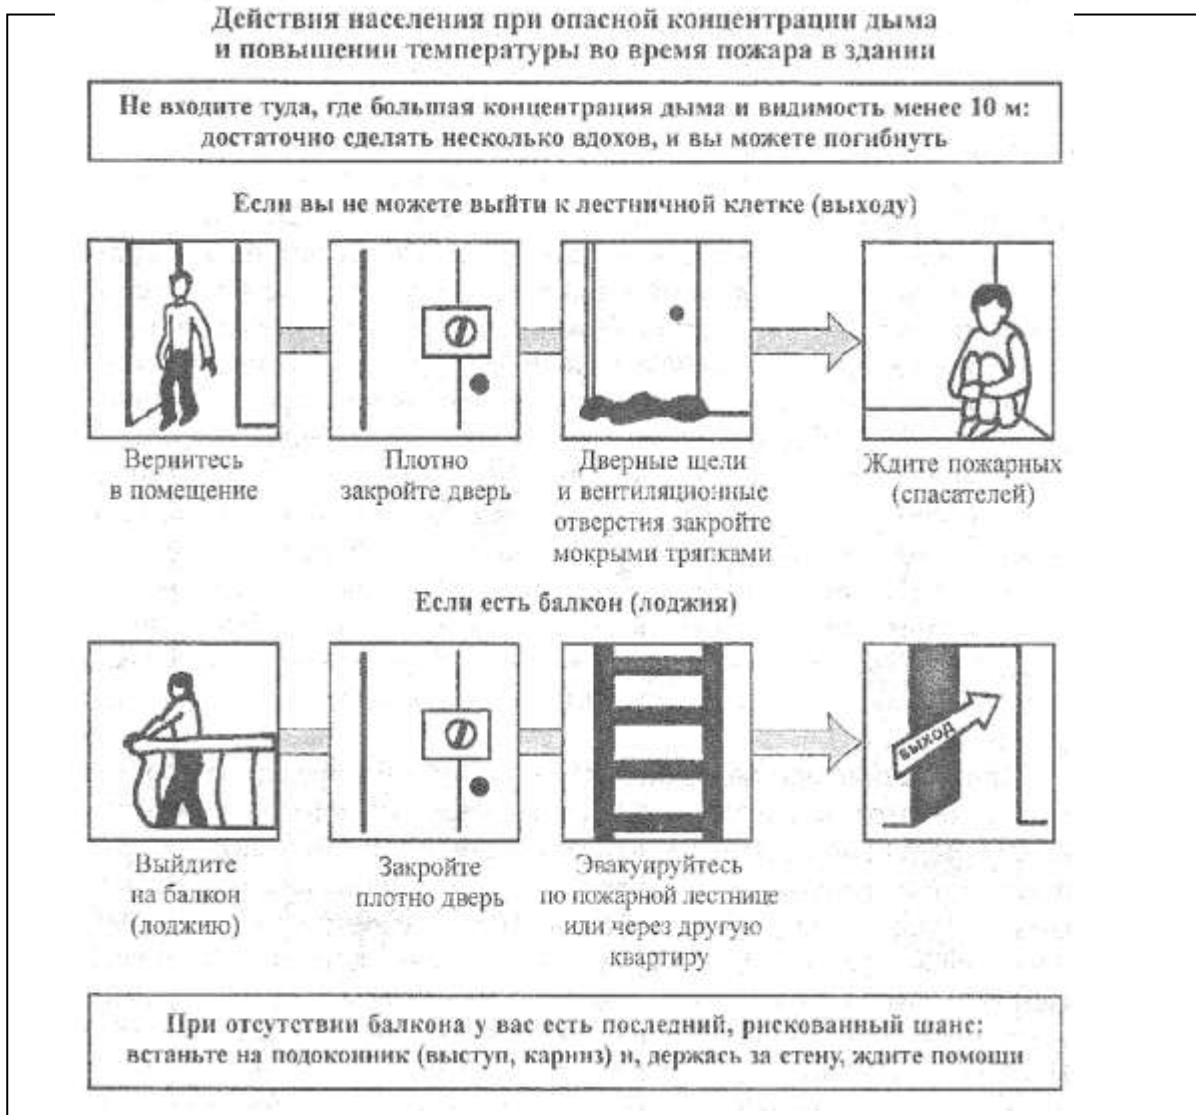 Действия населения при опасной концентрации дыма
и повышении температуры во время пожара в здании
Не входите туда, где большая концентрация дыма и видимость менее 10 м:
достаточно сделать несколько вдохов, и вы можете погибнуть
Если вы не можете выйти к лестничной клетке (выходу)
Вернитесь
в помещение
Плотно
закройте дверь
Дверные щели
и вентиляционные
отверстия закройте
мокрыми тряпками
Ждите пожарных
(спасателей)
Если есть балкон (лоджия)
ВЫХОД
Выйдите
на балкон
(лоджию)
Закройте
плотно дверь
Эвакуируйтесь
по пожарной лестнице
или через другую
квартиру
При отсутствии балкона у вас есть последний, рискованный шанс:
встаньте на подоконник (выступ, карниз) и, держась за стену, ждите помощи